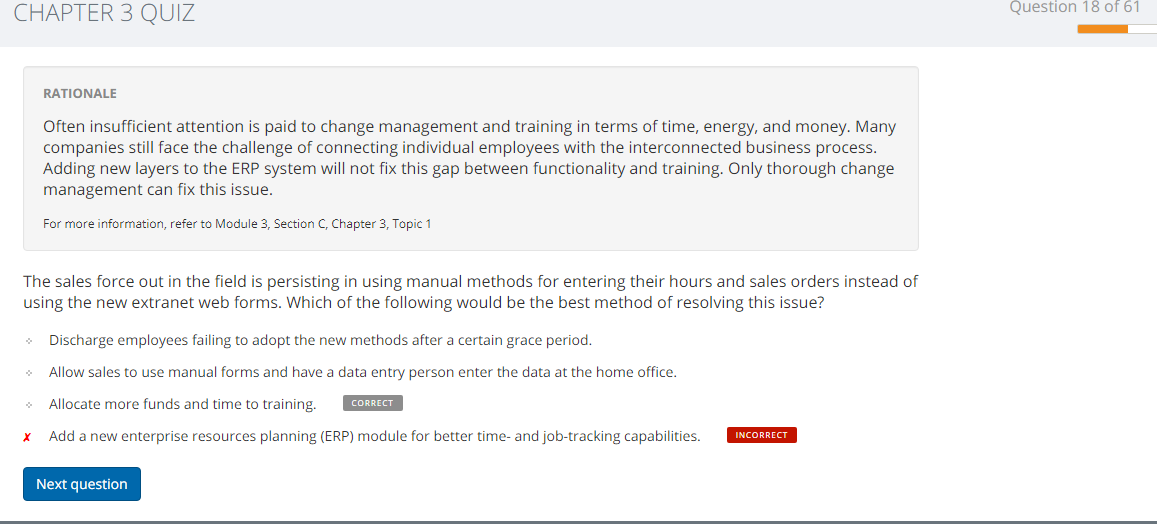 CHAPTER 3 QUIZ
Question 18 of 61
RATIONALE
Often insufficient attention is paid to change management and training in terms of time, energy, and money. Many
companies still face the challenge of connecting individual employees with the interconnected business process.
Adding new layers to the ERP system will not fix this gap between functionality and training. Only thorough change
management can fix this issue.
For more information, refer to Module 3, Section C, Chapter 3, Topic 1
The sales force out in the field is persisting in using manual methods for entering their hours and sales orders instead of
using the new extranet web forms. Which of the following would be the best method of resolving this issue?
Discharge employees failing to adopt the new methods after a certain grace period.
Allow sales to use manual forms and have a data entry person enter the data at the home office.
Allocate more funds and time to training. CORRECT
✗ Add a new enterprise resources planning (ERP) module for better time- and job-tracking capabilities. INCORRECT
Next question